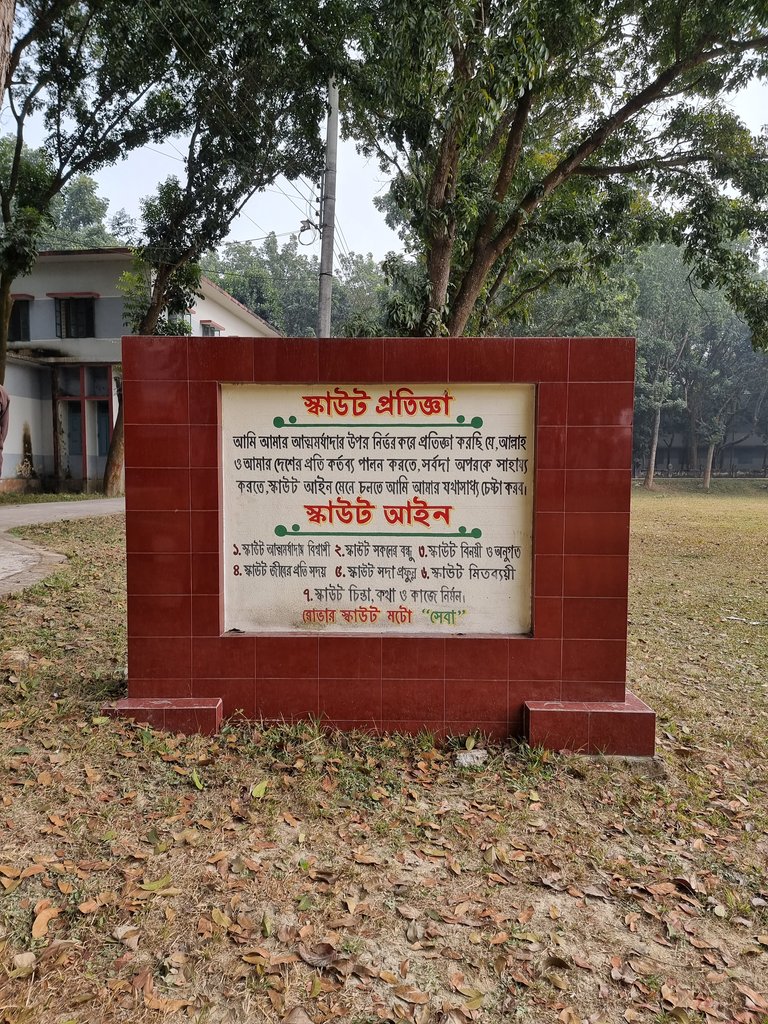 স্কাউট প্রতিজ্ঞা
আমি আমার আত্মমর্যাদার উপর নির্ভর করে প্রতিজ্ঞা করছি যে, আল্লাহ
ও আমার দেশের প্রতি কর্তব্য পালন করতে, সর্বদা অপরকে সাহায্য
করতে, স্কাউট আইন মেনে চলতে আমি আমার যথাসাধ্য চেষ্টা করব।
স্কাউট আইন
১. স্কাউট আত্মমর্যাদায় বিশ্বাসী ২. স্কাউট সকলের বন্ধু ৩. স্কাউট বিনয়ী ও অনুগত
৪. স্কাউট জীবের প্রতি সদয় ৫. স্কাউট সদা প্রফুল্ল ৬. স্কাউট মিতব্যয়ী
৭. স্কাউট চিন্তা, কথা ও কাজে নির্মল।
রোভার স্কাউট মটো "সেবা"